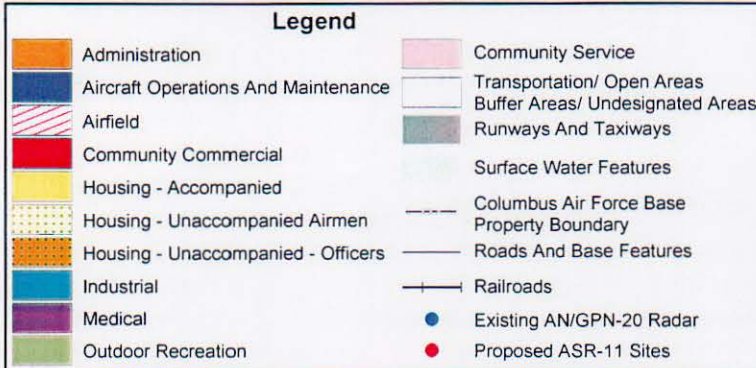 Legend
Administration
Aircraft Operations And Maintenance
Airfield
Community Commercial
Housing - Accompanied
Housing - Unaccompanied Airmen
Housing - Unaccompanied - Officers
Industrial
Medical
Outdoor Recreation
Community Service
Transportation/ Open Areas
Buffer Areas/ Undesignated Areas
Runways And Taxiways
Surface Water Features
Columbus Air Force Base
Property Boundary
Roads And Base Features
Railroads
Existing AN/GPN-20 Radar
Proposed ASR-11 Sites